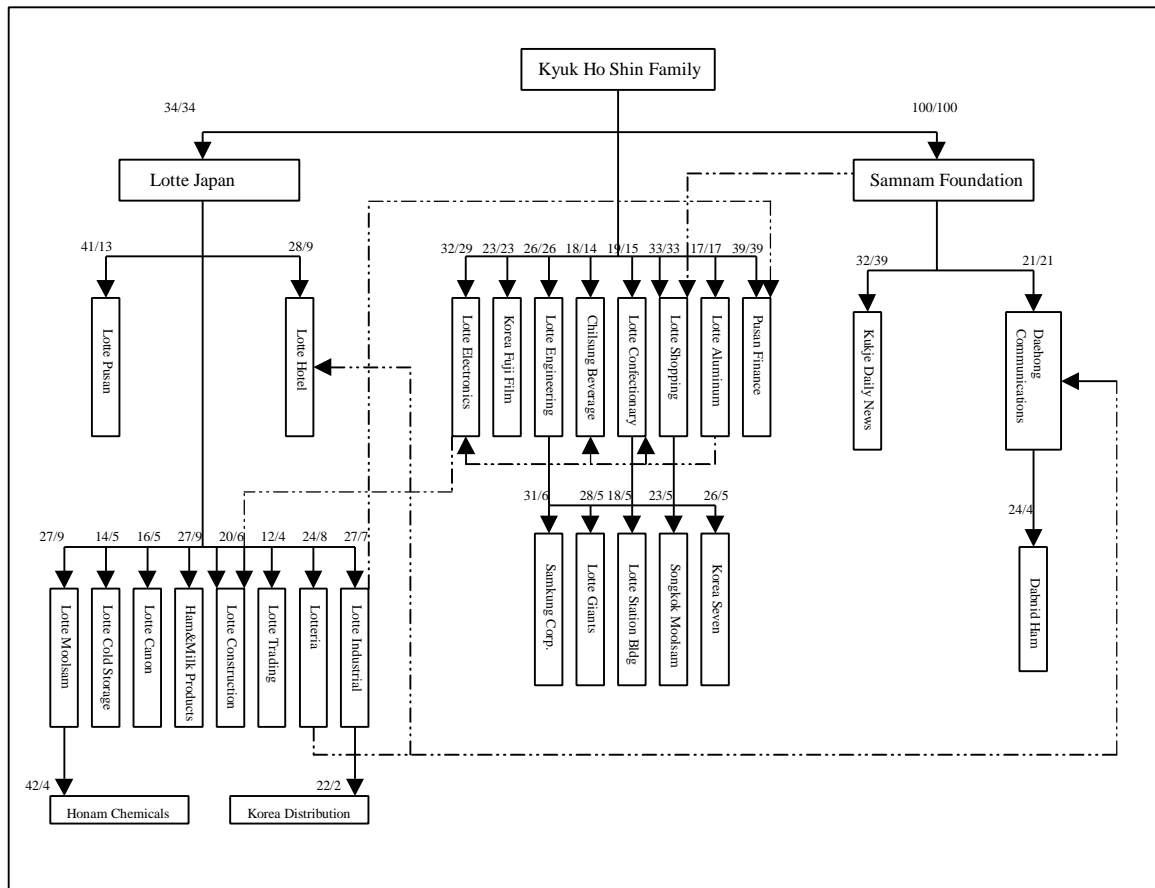 Kyuk Ho Shin Family
34/34
100/100
Lotte Japan
Samnam Foundation
41/13
28/9
32/29
23/23
26/26
18/14
19/15
33/33
17/17
39/39
32/39
21/21
Lotte Pusan
Lotte Hotel
Lotte Electronics
Korea Fuji Film
Lotte Engineering
Chilsung Beverage
Lotte Confectionary
Lotte Shopping
Lotte Aluminum
Pusan Finance
Kukje Daily News
Daehong
Communications
31/6
28/5
18/5
23/5
26/5
24/4
27/9
14/5
16/5
27/9
20/6
12/4
24/8
27/7
Samkung Corp.
Lotte Giants
Lotte Station Bldg
Songkok Moolsam
Korea Seven
Dabnid Ham
Lotte Moolsam
Lotte Cold Storage
Lotte Canon
Ham&Milk Products
Lotte Construction
Lotte Trading
Lotteria
Lotte Industrial
42/4
22/2
Honam Chemicals
Korea Distribution